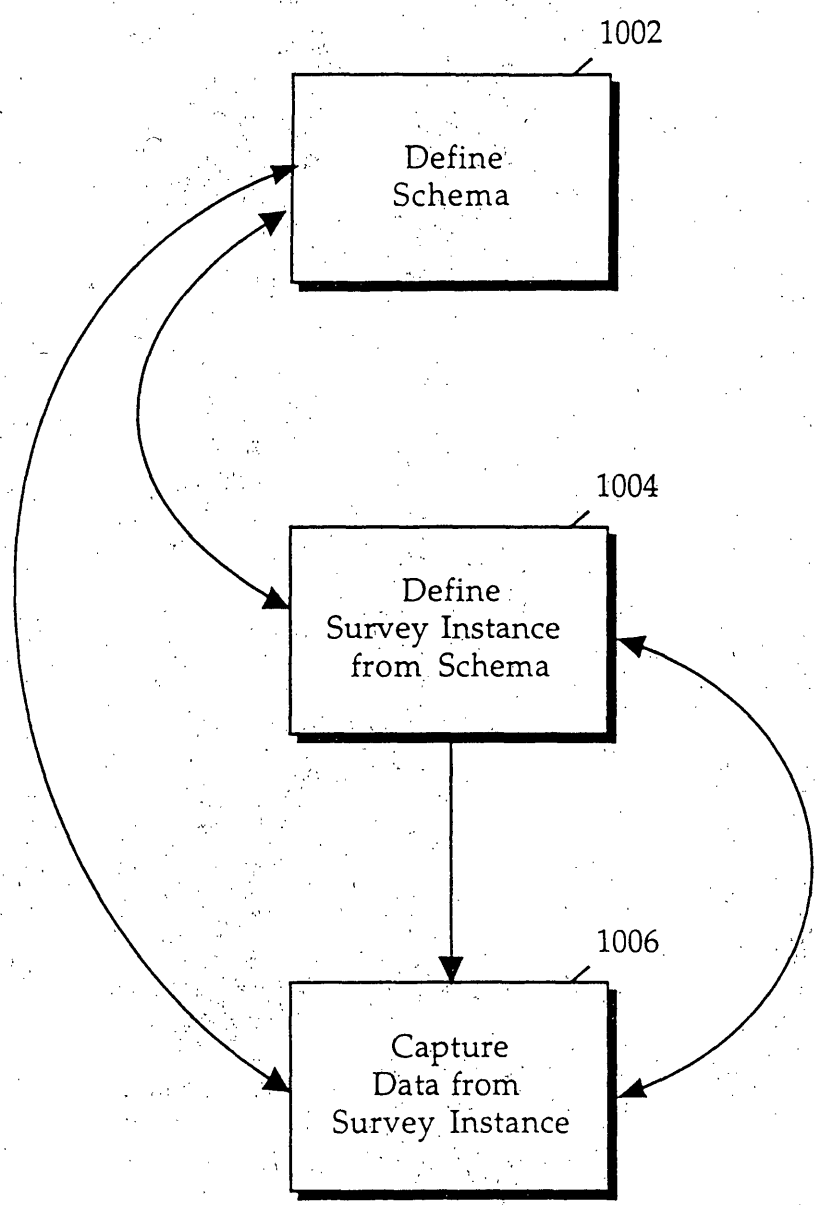 1002
Define
Schema
1004
Define
Survey Instance
from Schema
1006
Capture
Data from
Survey Instance